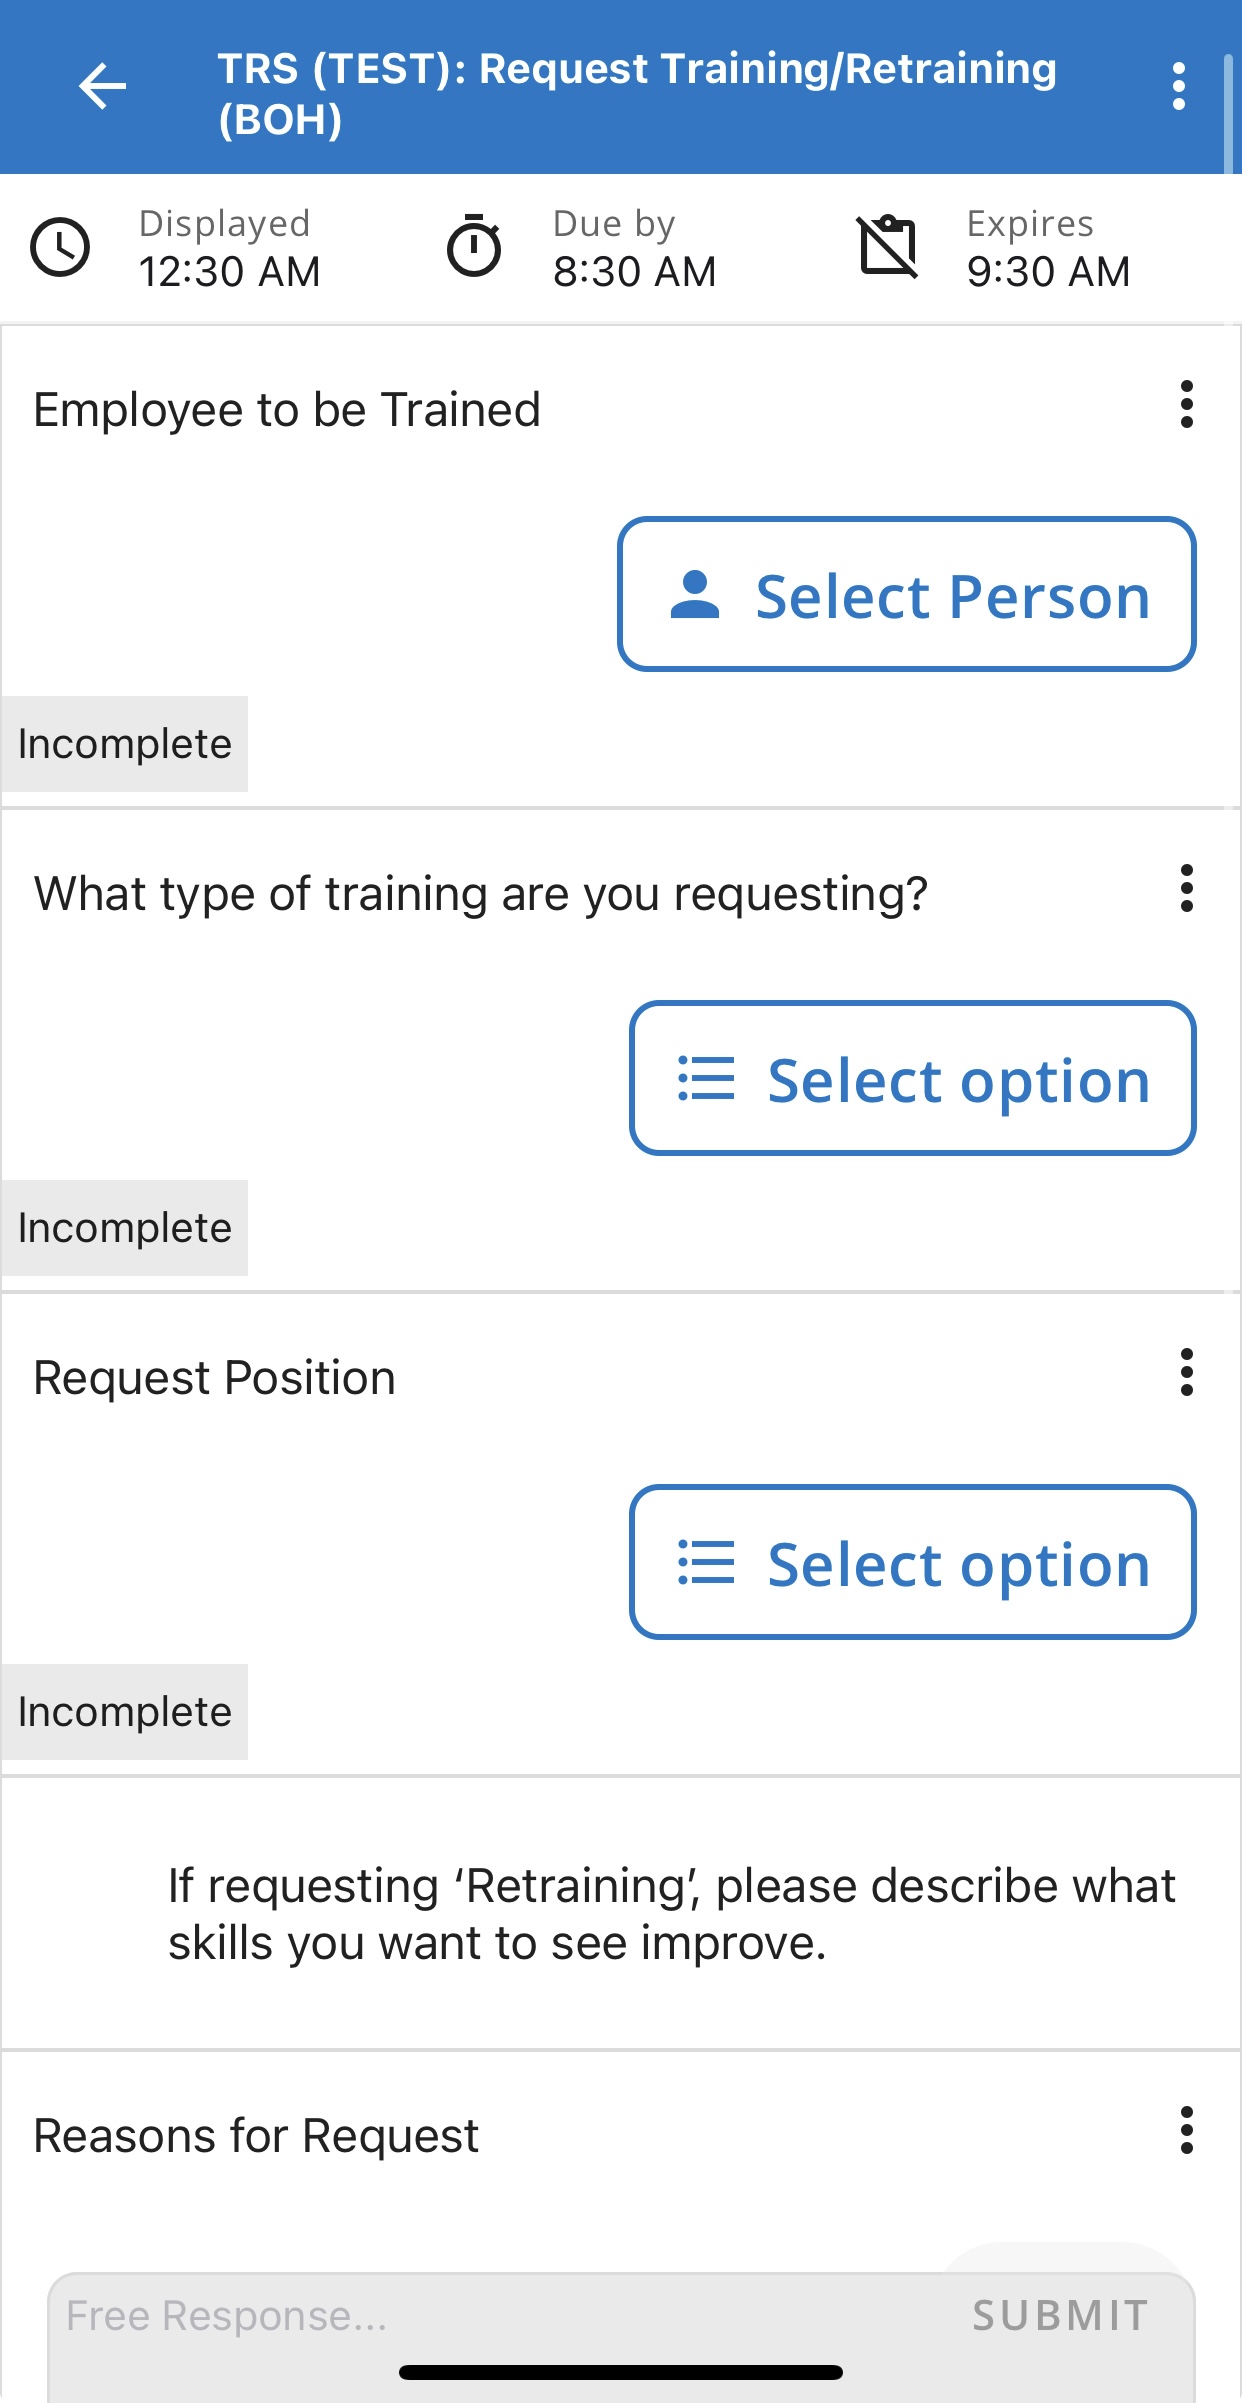 TRS (TEST): Request Training/Retraining
(BOH)
Displayed
12:30 AM
Due by
8:30 AM
Expires
9:30 AM
Employee to be Trained
Select Person
Incomplete
What type of training are you requesting?
Select option
Incomplete
Request Position
Select option
Incomplete
If requesting ‘Retraining’, please describe what
skills you want to see improve.
Reasons for Request
Free Response...
SUBMIT